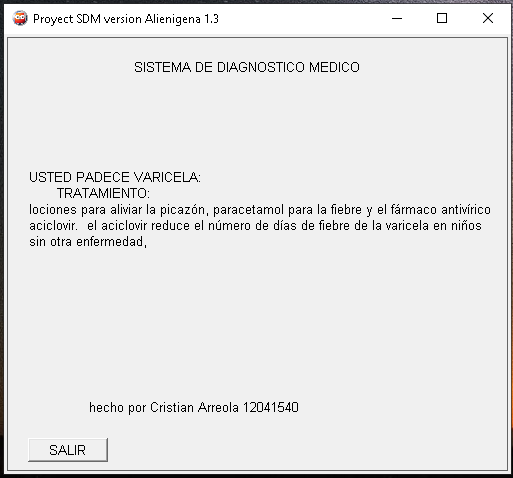 Proyect SDM version Alienigena 1.3
SISTEMA DE DIAGNOSTICO MEDICO
USTED PADECE VARICELA:
TRATAMIENTO:
lociones para aliviar la picazón, paracetamol para la fiebre y el fármaco antivírico
aciclovir.  el aciclovir reduce el número de días de fiebre de la varicela en niños
sin otra enfermedad,
hecho por Cristian Arreola 12041540
SALIR